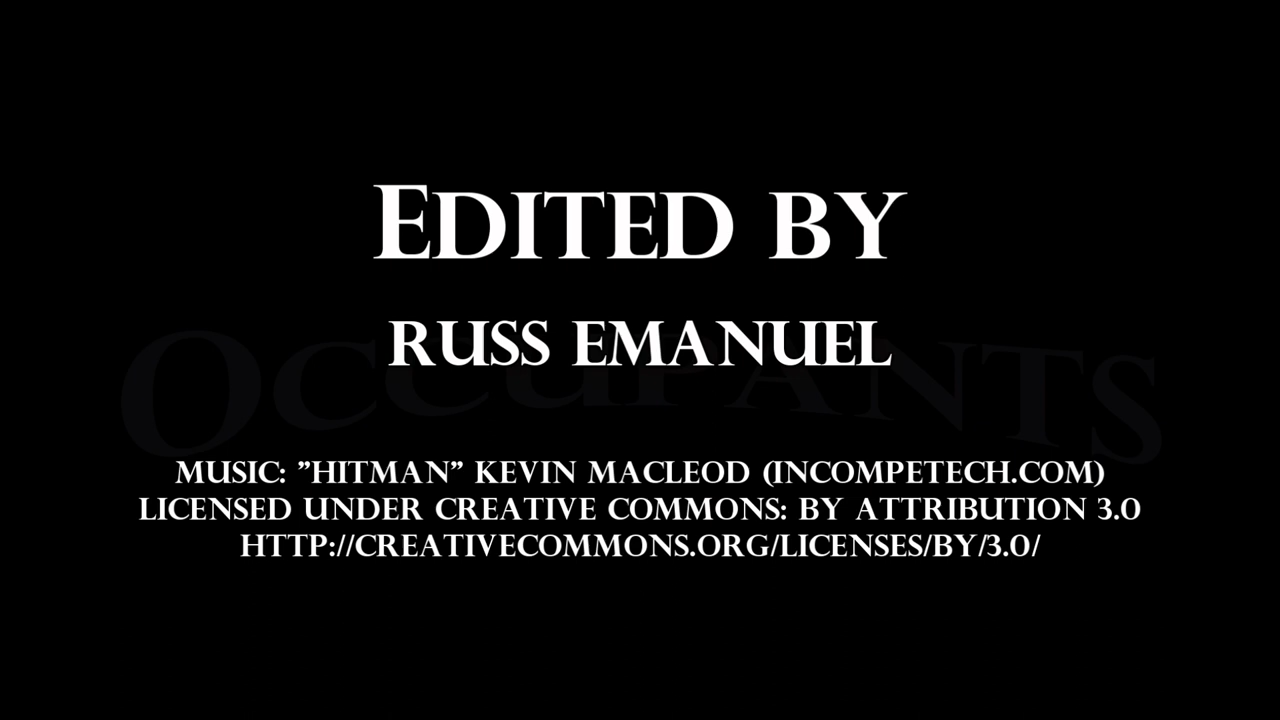 Edited by
Russ Emanuel
Occupants
Music: "Hitman" Kevin MacLeod (incompetech.com)
Licensed under Creative Commons: By Attribution 3.0
http://creativecommons.org/licenses/by/3.0/